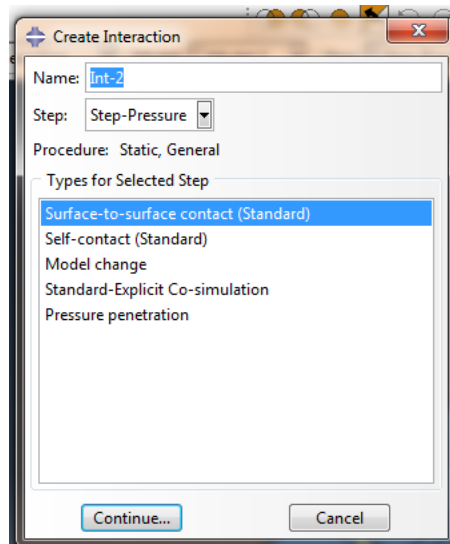 Create Interaction
Name: Int-2
Step: Step-Pressure
Procedure: Static, General
Types for Selected Step
Surface-to-surface contact (Standard)
Self-contact (Standard)
Model change
Standard-Explicit Co-simulation
Pressure penetration
Continue... Cancel